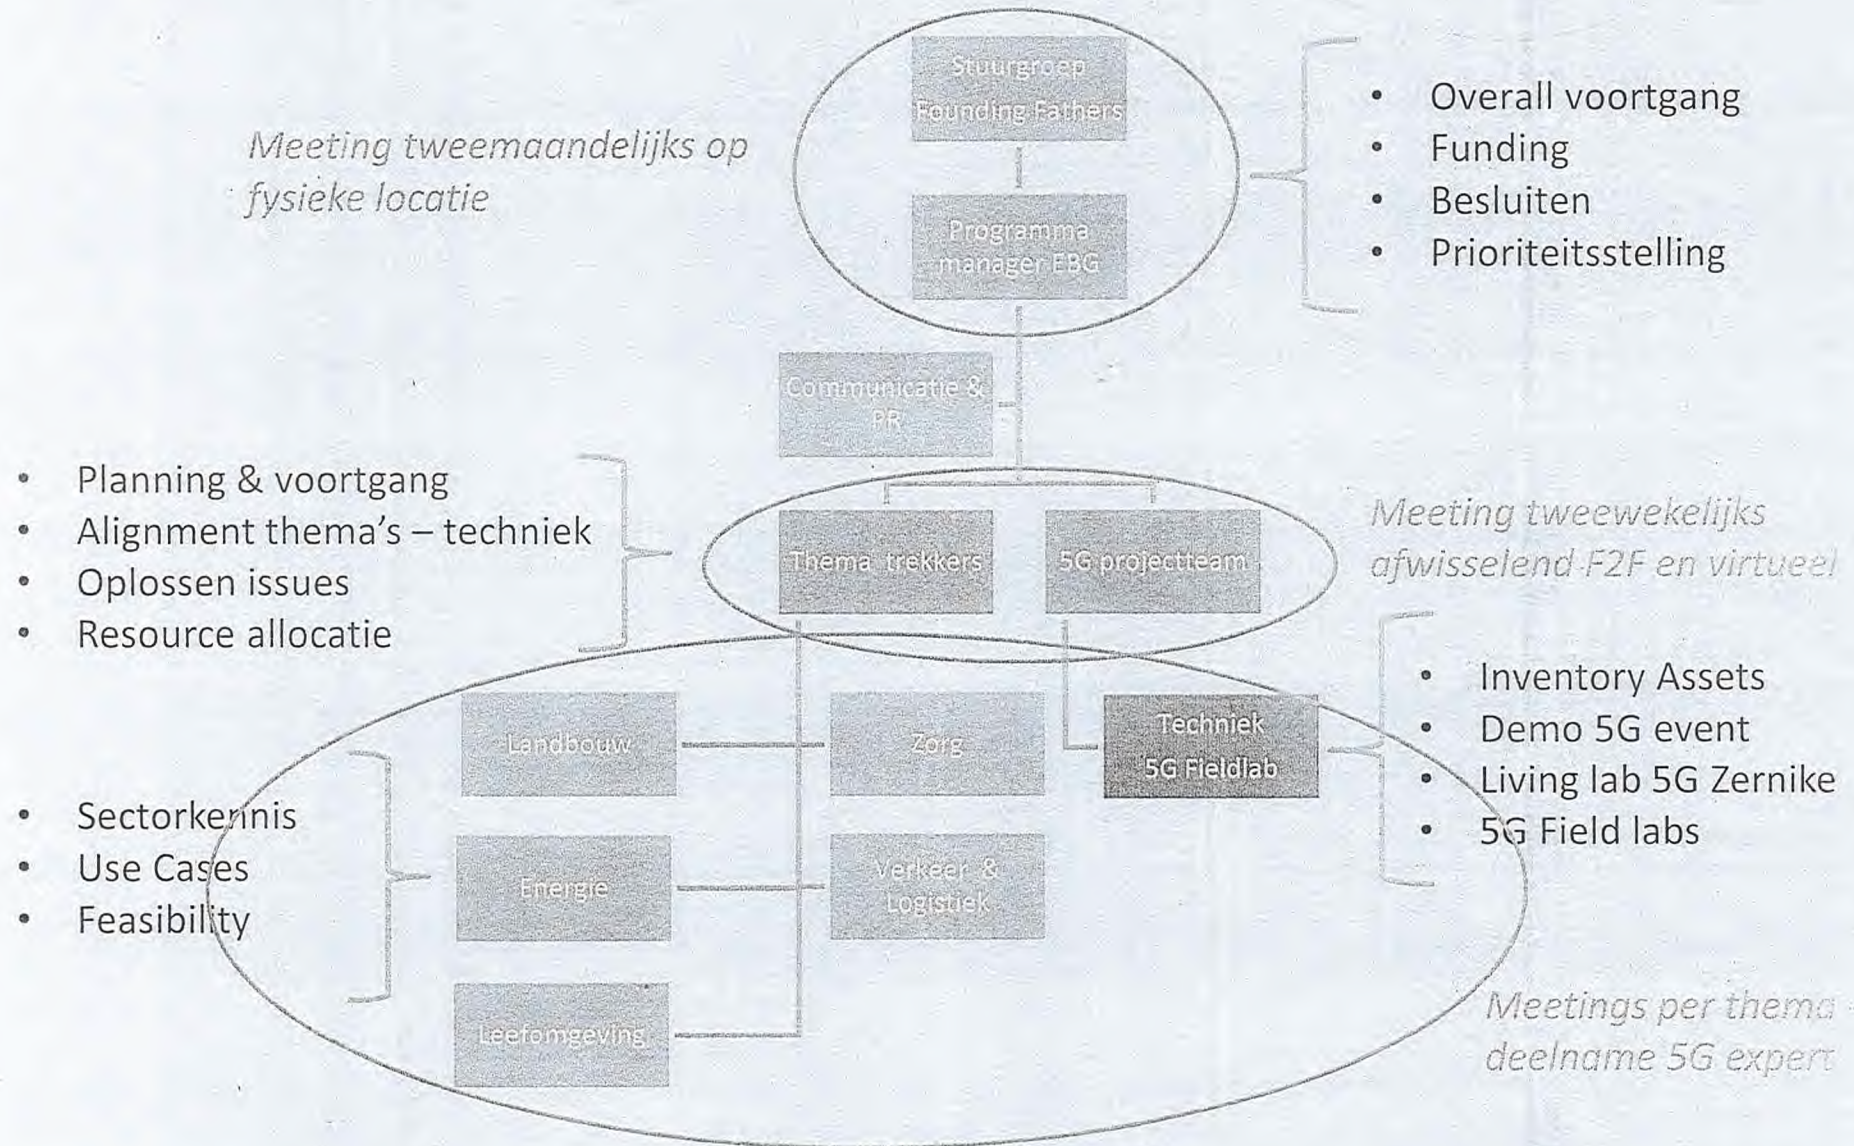 Stuurgroep
Founding Fathers
Meeting tweemaandelijks op
fysieke locatie
Programma
manager EBG
• Overall voortgang
• Funding
• Besluiten
• Prioriteitsstelling
Communicatie &
PR
• Planning & voortgang
• Alignment thema's – techniek
• Oplossen issues
• Resource allocatie
Thema trekkers
5G projectteam
Meeting tweewekelijks
afwisselend F2F en virtueel
Landbouw
Zorg
Techniek
5G Fieldlab
• Inventory Assets
• Demo 5G event
• Living lab 5G Zernike
• 5G Field labs
• Sectorkennis
• Use Cases
• Feasibility
Energie
Verkeer &
Logistiek
Leefomgeving
Meetings per thema
deelname 5G expert